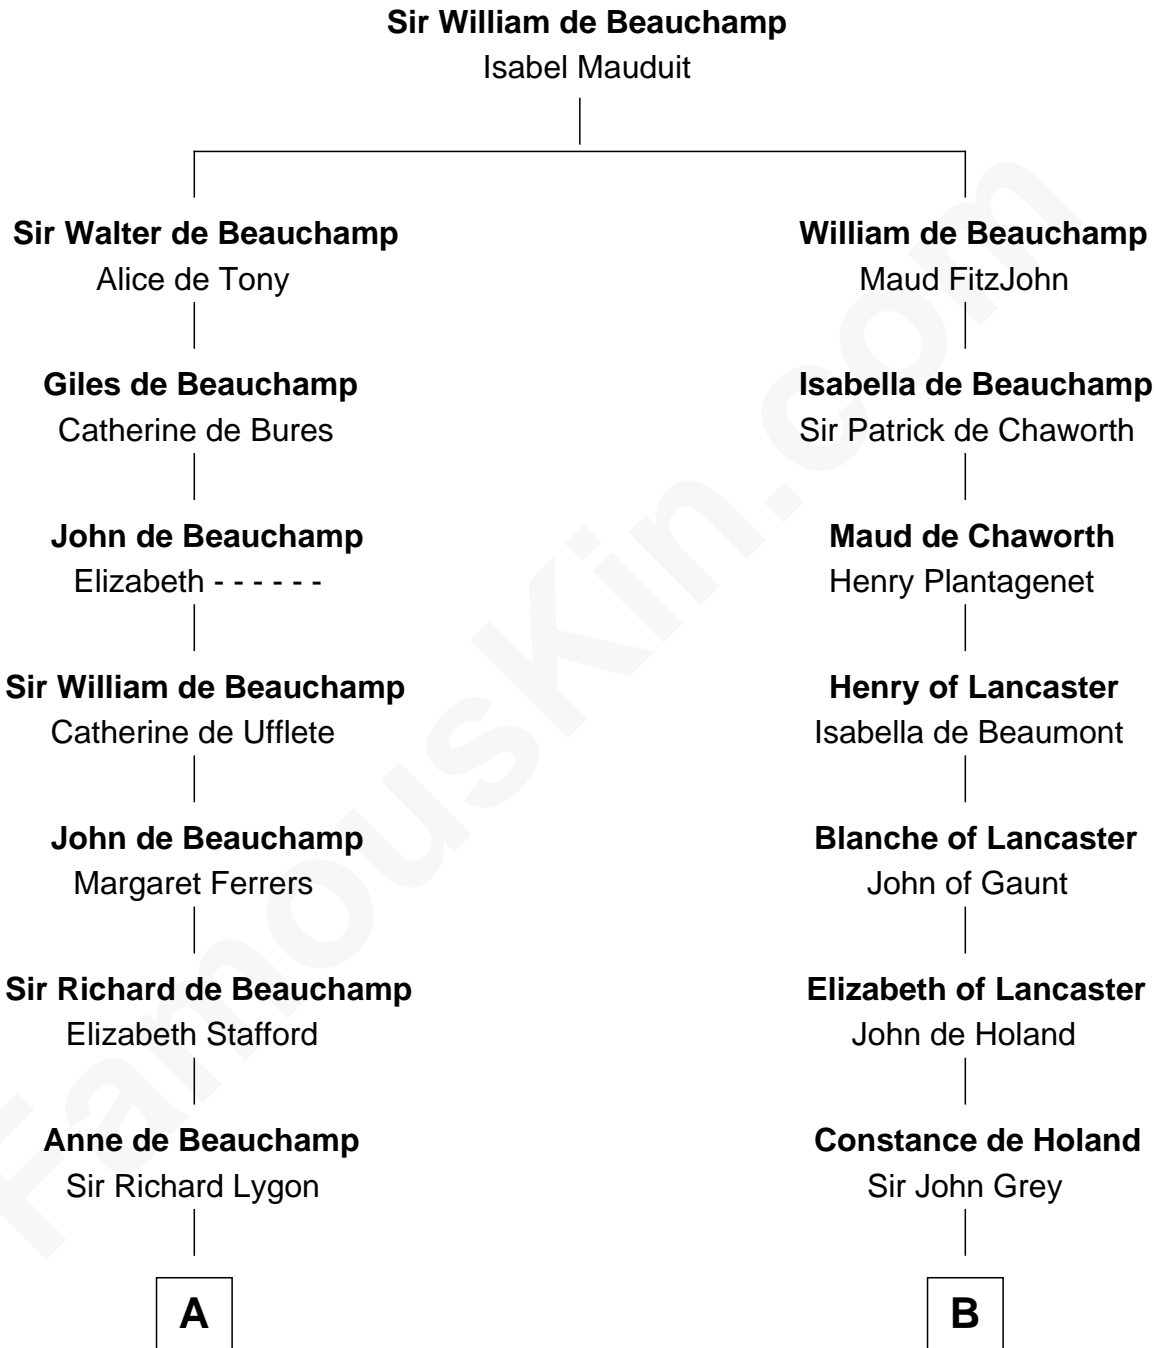 Sir William de Beauchamp
Isabel Mauduit
Sir Walter de Beauchamp
Alice de Tony
William de Beauchamp
Maud FitzJohn
Giles de Beauchamp
Catherine de Bures
Isabella de Beauchamp
Sir Patrick de Chaworth
John de Beauchamp
Elizabeth - - - - - -
Maud de Chaworth
Henry Plantagenet
Sir William de Beauchamp
Catherine de Ufflete
Henry of Lancaster
Isabella de Beaumont
John de Beauchamp
Margaret Ferrers
Blanche of Lancaster
John of Gaunt
Sir Richard de Beauchamp
Elizabeth Stafford
Elizabeth of Lancaster
John de Holand
Anne de Beauchamp
Sir Richard Lygon
Constance de Holand
Sir John Grey
A
B
FamousKin.com